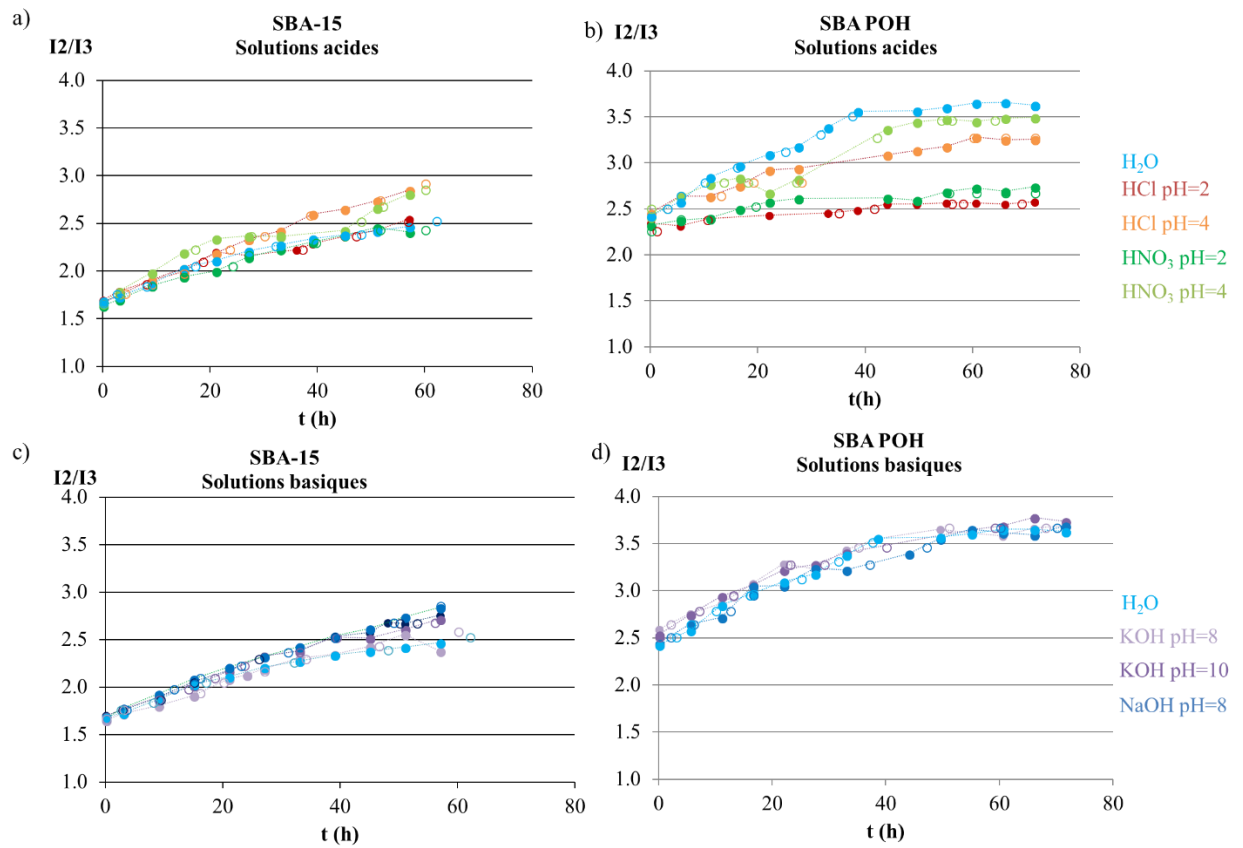 a)
SBA-15
Solutions acides
I2/I3
4.0
3.5
3.0
2.5
2.0
1.5
1.0
0
20
40
60
80
t (h)
b)
SBA POH
Solutions acides
I2/I3
4.0
3.5
3.0
2.5
2.0
1.5
1.0
0
20
40
60
80
t(h)
H₂O
HCl pH=2
HCl pH=4
HNO₃ pH=2
HNO₃ pH=4
c)
SBA-15
Solutions basiques
I2/I3
4.0
3.5
3.0
2.5
2.0
1.5
1.0
0
20
40
60
80
t (h)
d)
SBA POH
Solutions basiques
I2/I3
4.0
3.5
3.0
2.5
2.0
1.5
1.0
0
20
40
60
80
t (h)
H₂O
KOH pH=8
KOH pH=10
NaOH pH=8